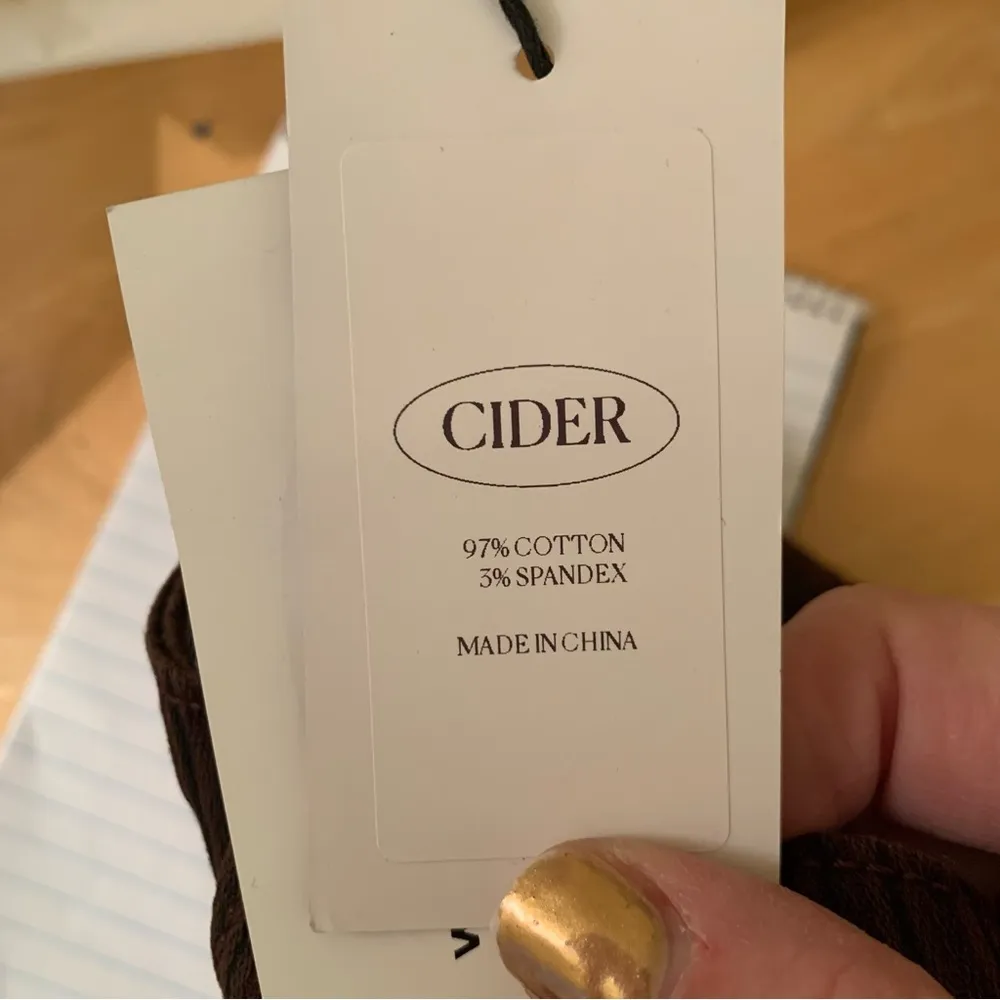 CIDER
97% COTTON
3% SPANDEX
MADE IN CHINA